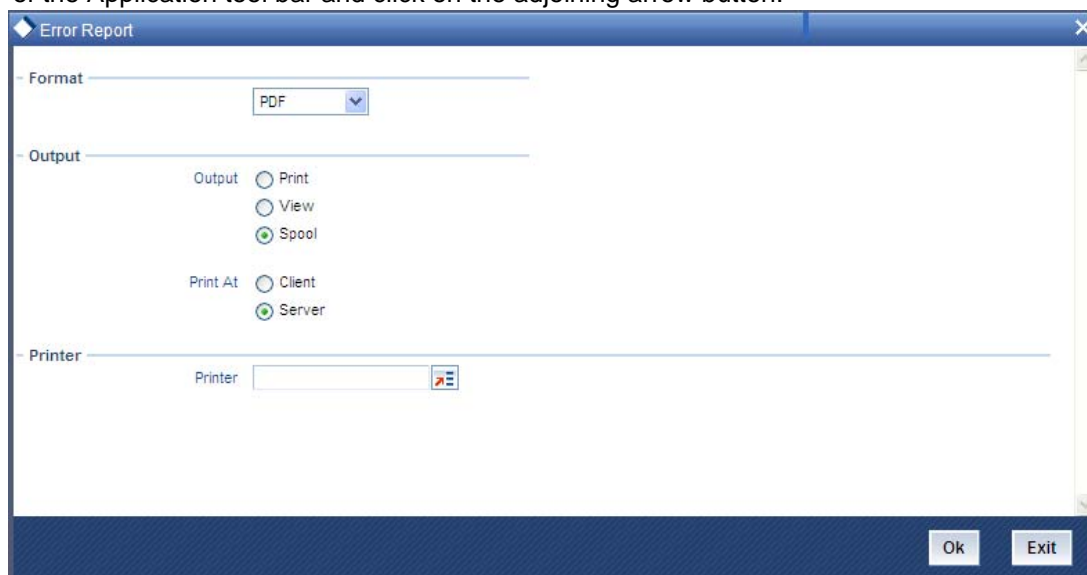 of the Application tool bar and click on the adjoining arrow button.
Error Report
Format
PDF
Output
Output Print
View
Spool
Print At Client
Server
Printer
Printer
Ok Exit